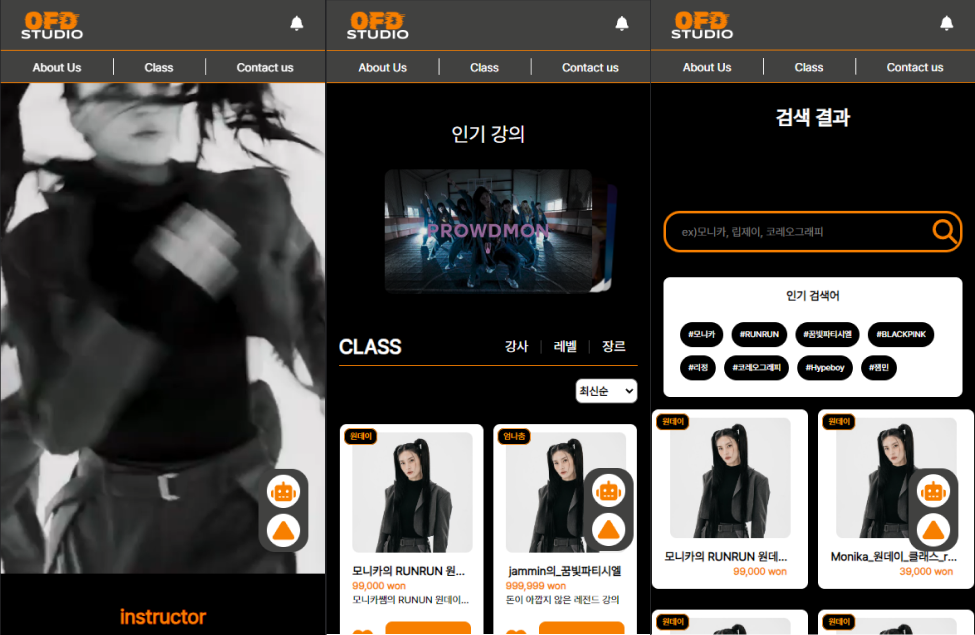 OFD
STUDIO
About Us
Class
Contact us
instructor
OFD
STUDIO
About Us
Class
Contact us
인기 강의
PROWDMON
CLASS
강사
레벨
장르
최신순
원데이
모니카의 RUNRUN 원...
99,000 won
모니카쌤의 RUNUN 원데이...
jammin의_꿈빛파티시엘
999,999 won
돈이 아깝지 않은 레전드 강의
OFD
STUDIO
About Us
Class
Contact us
검색 결과
ex)모니카, 립제이, 코레오그래피
인기 검색어
#모니카
#RUNRUN
#꿈빛파티시엘
#BLACKPINK
#리정
#코레오그래피
#Hypeboy
#잼민
원데이
모니카의 RUNRUN 원데...
99,000 won
원데이
Monika_원데이_클래스_r...
39,000 won
원데이
원데이